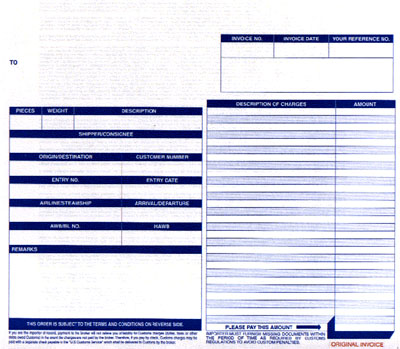 INVOICE NO. INVOICE DATE YOUR REFERENCE NO.
TO
PIECES WEIGHT DESCRIPTION
SHIPPER/CONSIGNEE
ORIGIN/DESTINATION CUSTOMER NUMBER
ENTRY NO. ENTRY DATE
AIRLINE/STEAMSHIP ARRIVAL/DEPARTURE
AWB/BL NO. HAWB
REMARKS
DESCRIPTION OF CHARGES AMOUNT
THIS ORDER IS SUBJECT TO THE TERMS AND CONDITIONS ON REVERSE SIDE.
PLEASE PAY THIS AMOUNT
IMPORTER MUST FURNISH MISSING DOCUMENTS WITHIN
THE PERIOD OF TIME AS REQUIRED BY CUSTOMS
REGULATIONS TO AVOID CUSTOMS PENALTIES.
ORIGINAL INVOICE